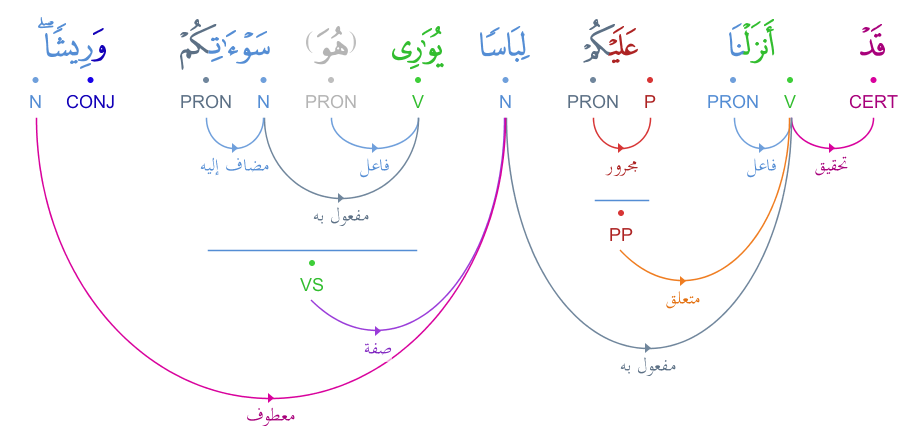 قَدْ أَنزَلْنَا عَلَيْكُمْ لِبَاسًا يُوَٰرِى (هُوَ) سَوْءَٰتِكُمْ وَرِيشًا ۖ
CERT V PRON P PRON N V PRON N PRON CONJ N
تحقيق فاعل مجرور فاعل مضاف إليه
مفعول به
PP
VS
متعلق
صفة
مفعول به
معطوف